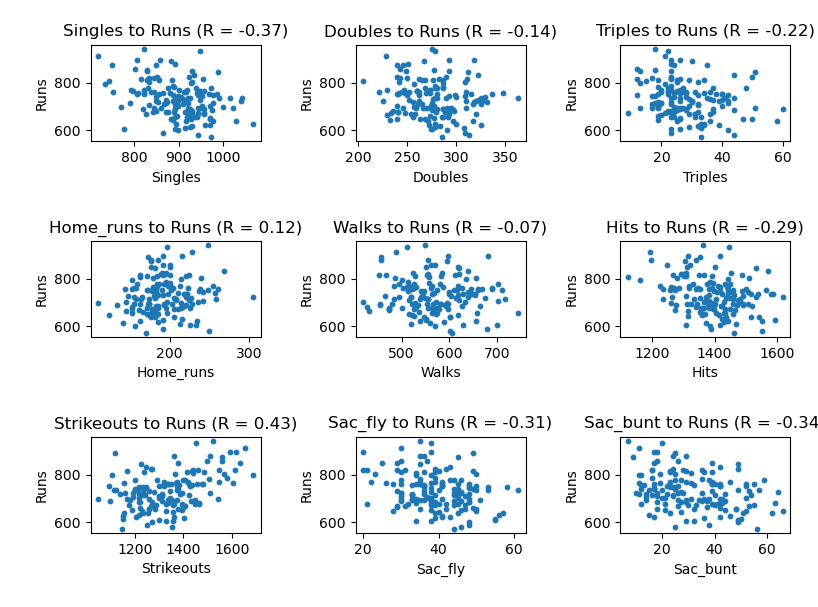 Singles to Runs (R = -0.37)
Doubles to Runs (R = -0.14)
Triples to Runs (R = -0.22)
Runs
800
600
800
900
1000
Singles
Runs
800
600
200
250
300
350
Doubles
Runs
800
600
20
40
60
Triples
Home_runs to Runs (R = 0.12)
Walks to Runs (R = -0.07)
Hits to Runs (R = -0.29)
Runs
800
600
200
300
Home_runs
Runs
800
600
500
600
700
Walks
Runs
800
600
1200
1400
1600
Hits
Strikeouts to Runs (R = 0.43)
Sac_fly to Runs (R = -0.31)
Sac_bunt to Runs (R = -0.34
Runs
800
600
1200
1400
1600
Strikeouts
Runs
800
600
20
40
60
Sac_fly
Runs
800
600
20
40
60
Sac_bunt